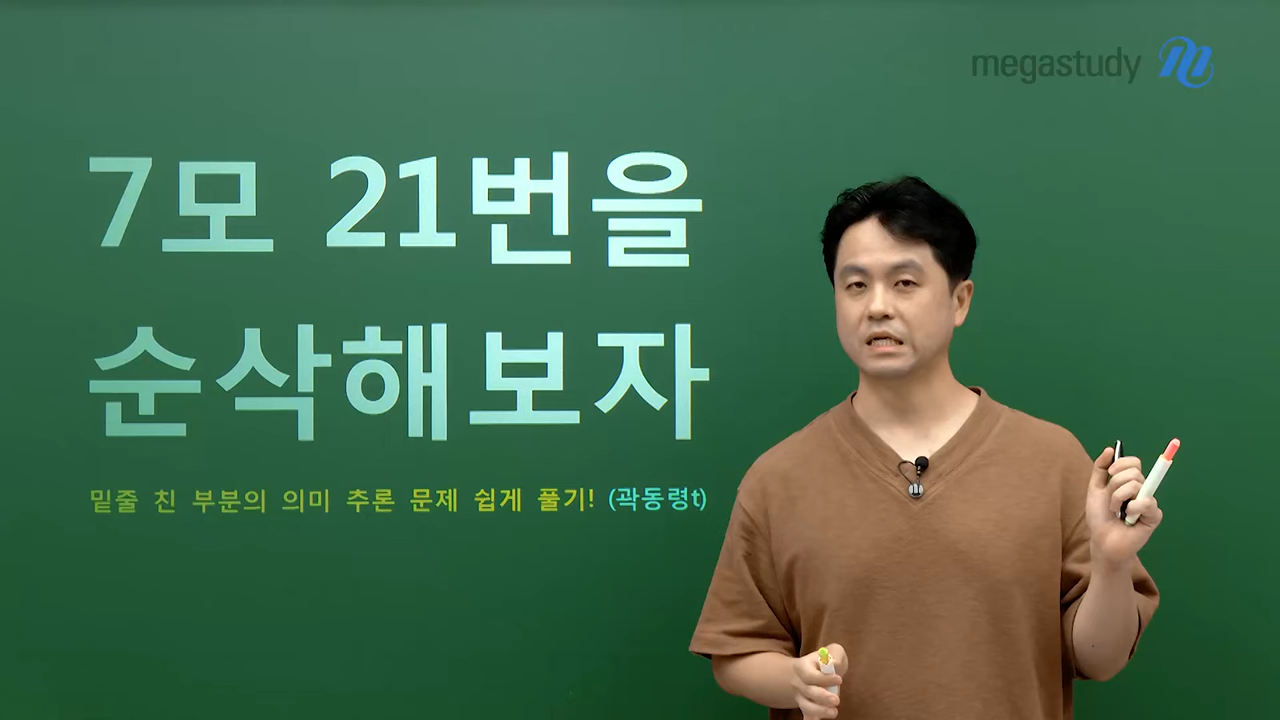 megastudy
7모 21번을
순삭해보자
밑줄 친 부분의 의미 추론 문제 쉽게 풀기! (곽동령t)